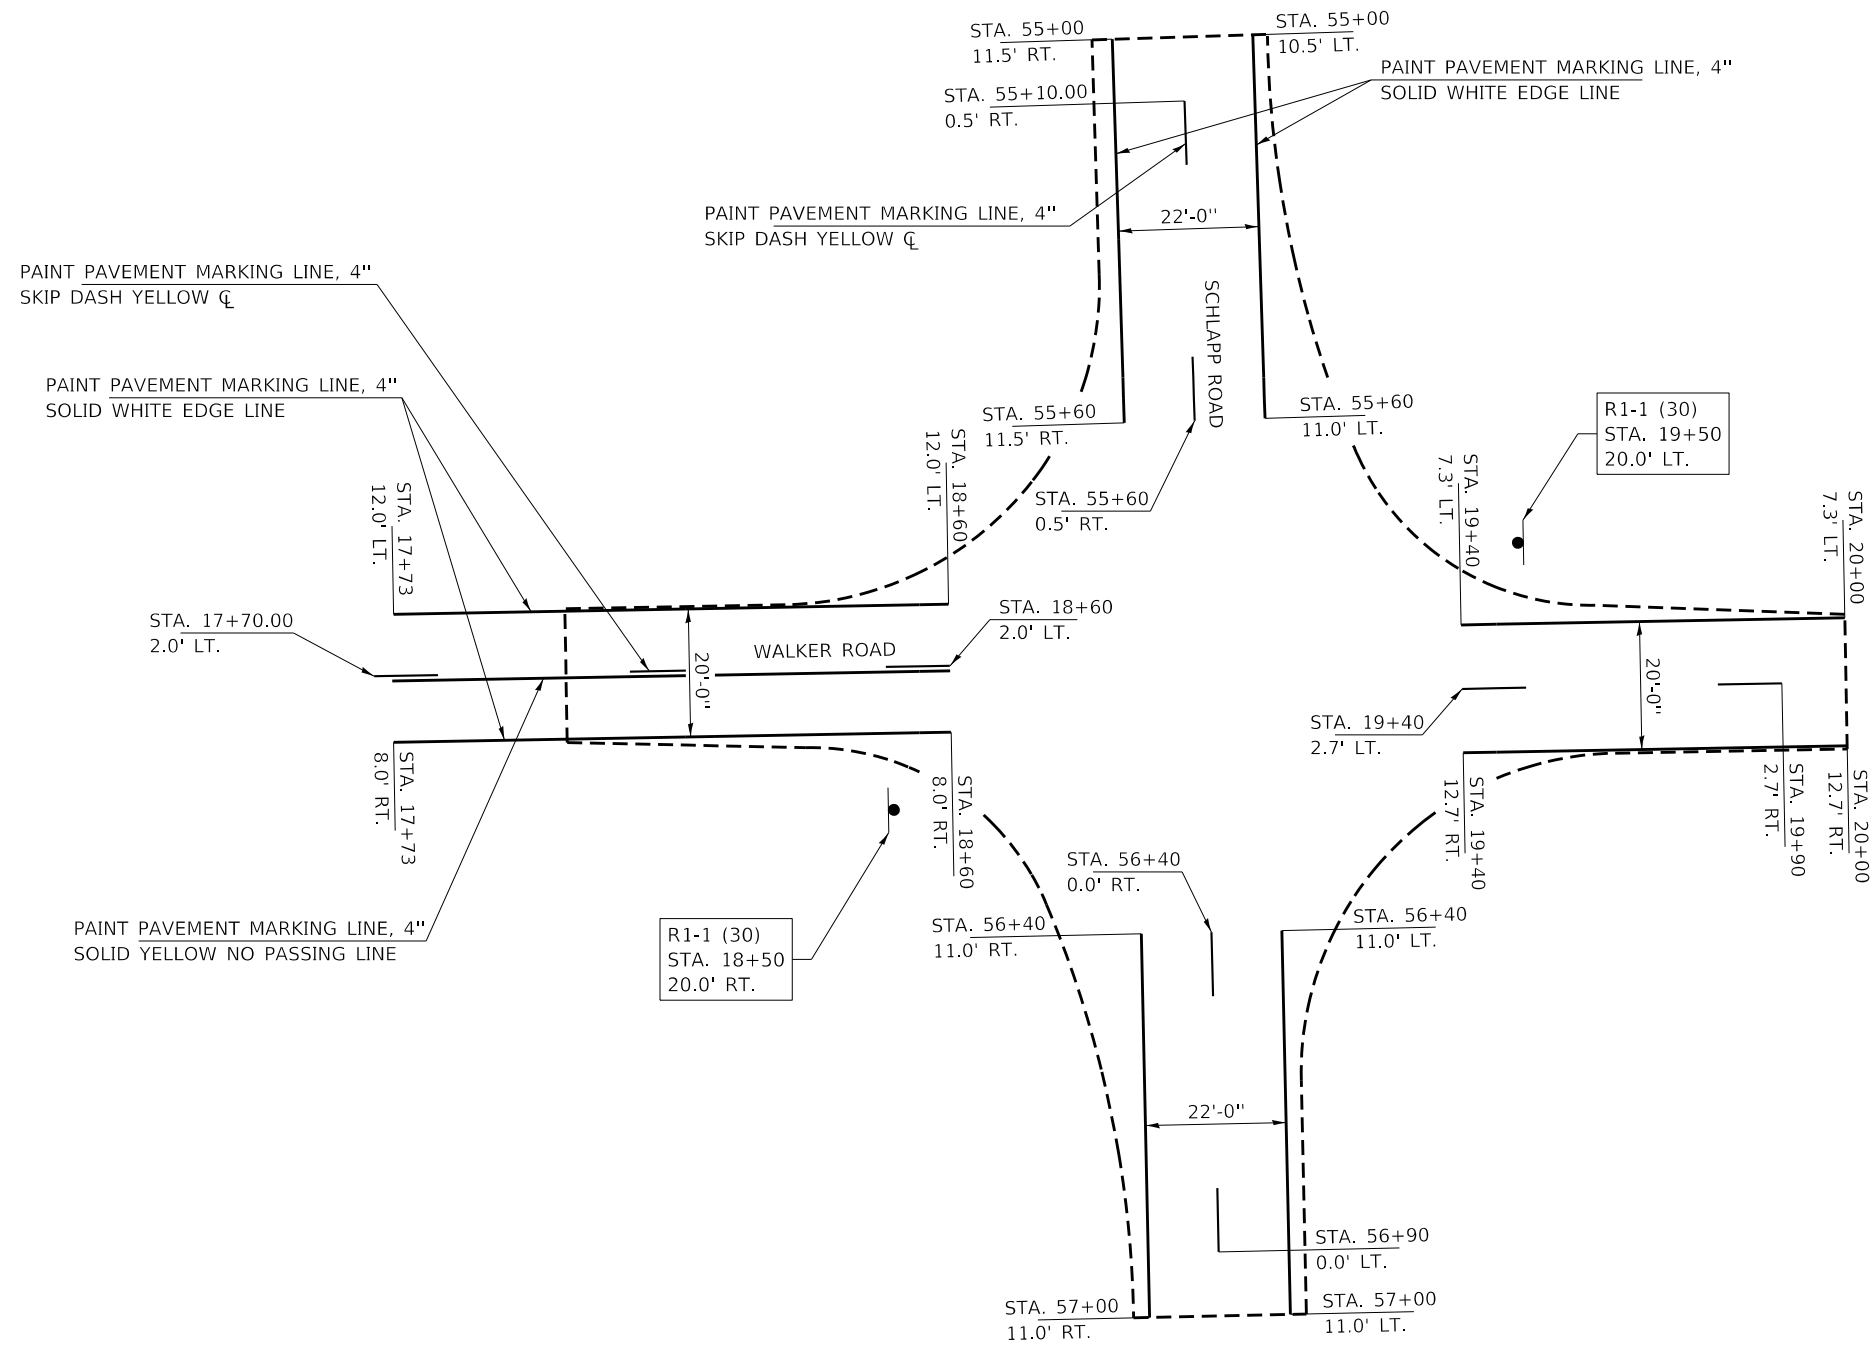 STA. 55+00
11.5' RT.
STA. 55+00
10.5' LT.
PAINT PAVEMENT MARKING LINE, 4"
SOLID WHITE EDGE LINE
STA. 55+10.00
0.5' RT.
PAINT PAVEMENT MARKING LINE, 4"
SKIP DASH YELLOW ℄
22'-0"
PAINT PAVEMENT MARKING LINE, 4"
SKIP DASH YELLOW ℄
SCHLAPP ROAD
PAINT PAVEMENT MARKING LINE, 4"
SOLID WHITE EDGE LINE
STA. 55+60
11.5' RT.
STA. 55+60
11.0' LT.
R1-1 (30)
STA. 19+50
20.0' LT.
STA. 17+73
12.0' LT.
STA. 18+60
12.0' LT.
STA. 55+60
0.5' RT.
STA. 19+40
7.3' LT.
STA. 20+00
7.3' LT.
STA. 17+70.00
2.0' LT.
STA. 18+60
2.0' LT.
WALKER ROAD
20'-0"
20'-0"
STA. 19+40
2.7' LT.
STA. 17+73
8.0' RT.
STA. 18+60
8.0' RT.
STA. 19+40
12.7' RT.
STA. 19+90
2.7' RT.
STA. 20+00
12.7' RT.
STA. 56+40
0.0' RT.
PAINT PAVEMENT MARKING LINE, 4"
SOLID YELLOW NO PASSING LINE
R1-1 (30)
STA. 18+50
20.0' RT.
STA. 56+40
11.0' RT.
STA. 56+40
11.0' LT.
22'-0"
STA. 56+90
0.0' LT.
STA. 57+00
11.0' RT.
STA. 57+00
11.0' LT.